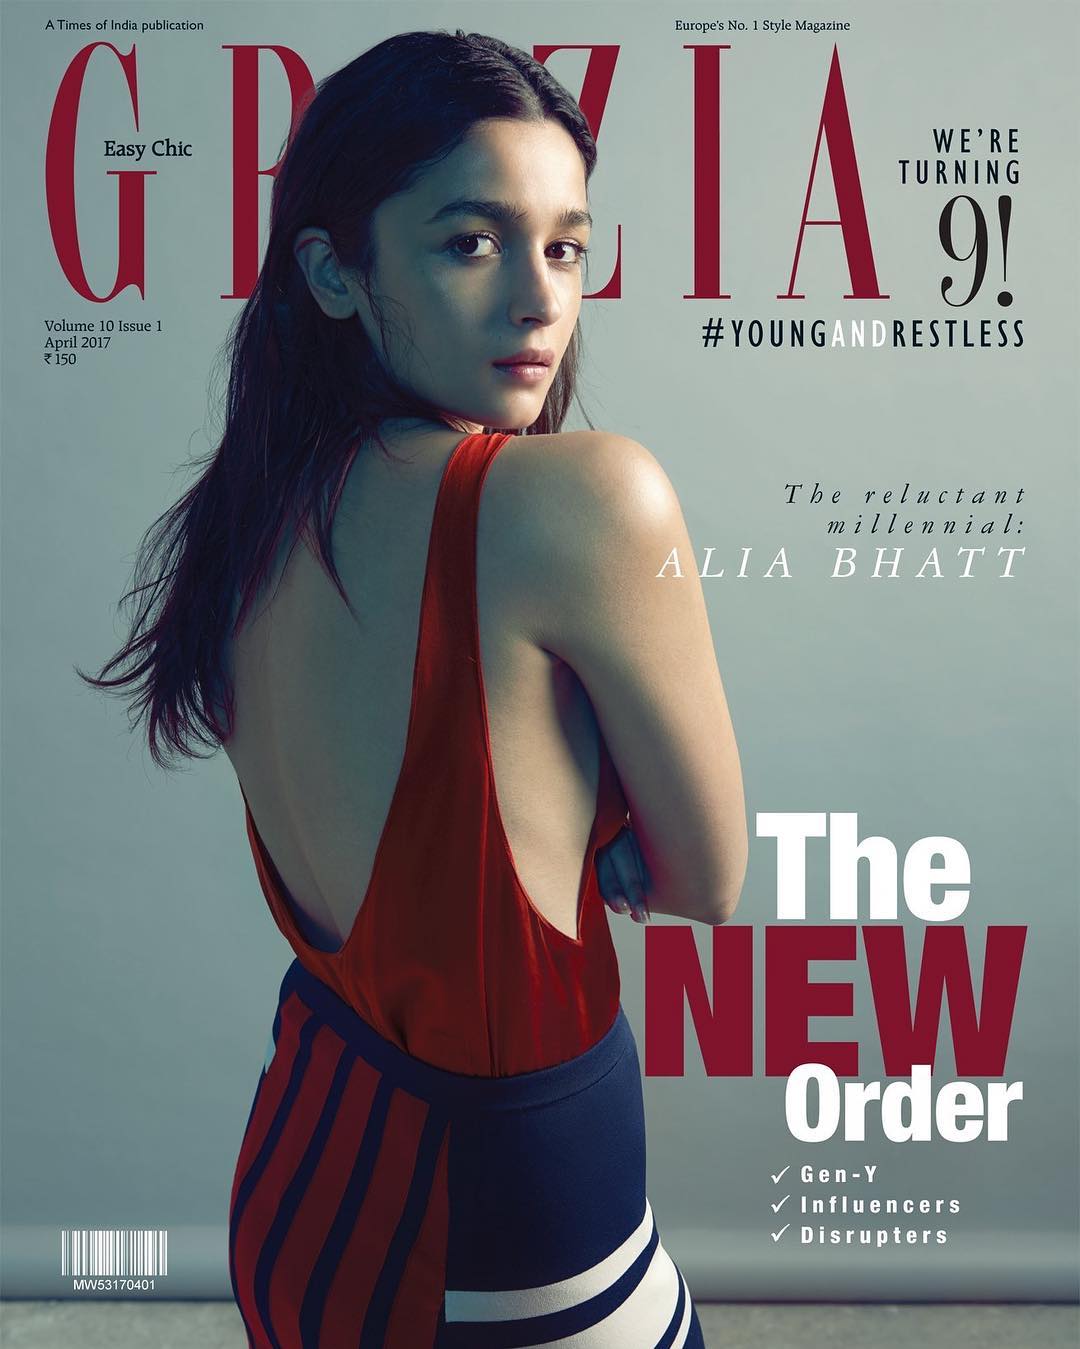 A Times of India publication
Europe's No. 1 Style Magazine
GRAZIA
Easy Chic
WE'RE
TURNING
9!
#YOUNGANDRESTLESS
Volume 10 Issue 1
April 2017
₹ 150
The reluctant
millennial:
ALIA BHATT
The
NEW
Order
✓ Gen-Y
✓ Influencers
✓ Disrupters
MW53170401